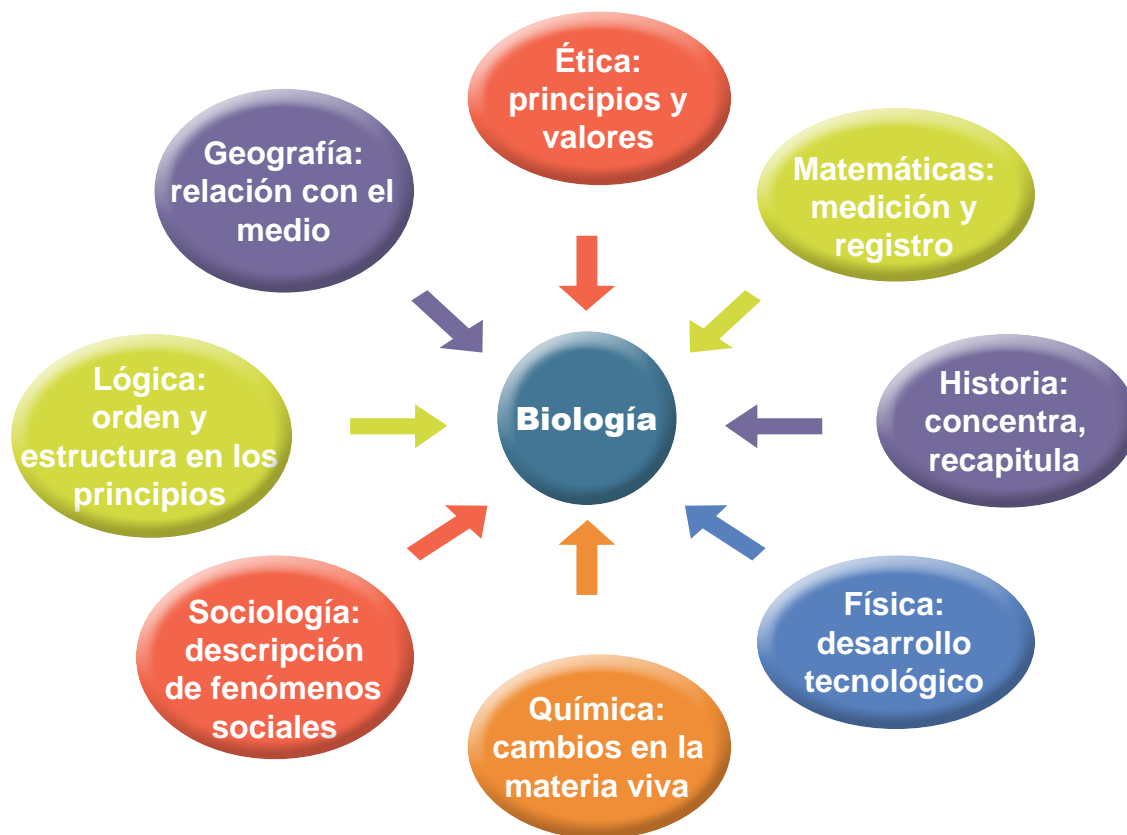 Ética:
principios y
valores
Geografía:
relación con el
medio
Matemáticas:
medición y
registro
Lógica:
orden y
estructura en los
principios
Biología
Historia:
concentra,
recapitula
Sociología:
descripción
de fenómenos
sociales
Física:
desarrollo
tecnológico
Química:
cambios en la
materia viva